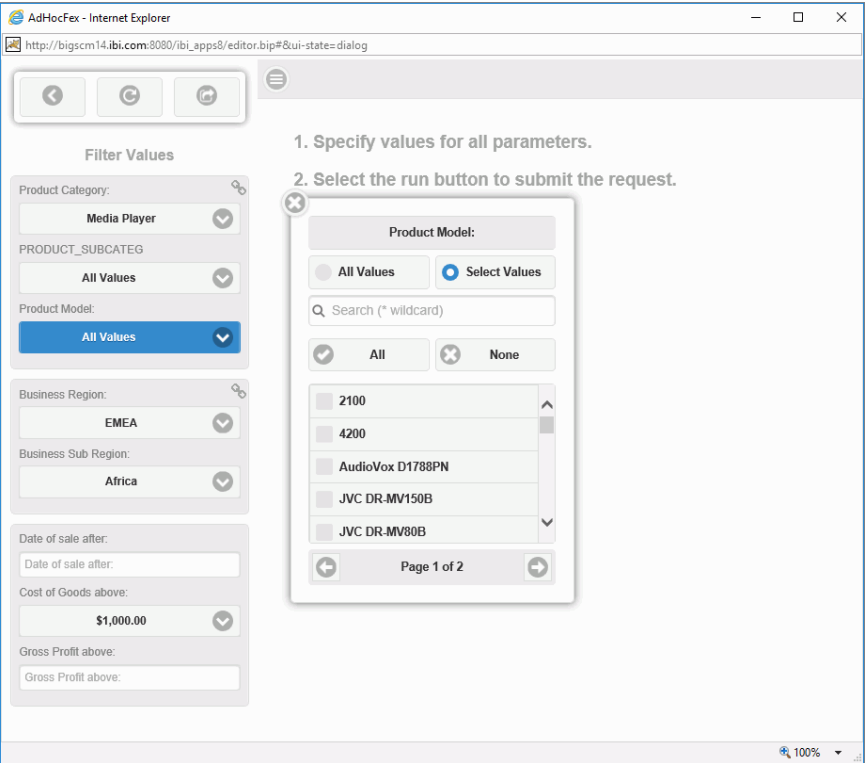 AdHocFex - Internet Explorer
http://bigscm14.ibi.com:8080/ibi_apps8/editor.bip#&ui-state=dialog
Filter Values
Product Category:
Media Player
PRODUCT_SUBCATEG
All Values
Product Model:
All Values
Business Region:
EMEA
Business Sub Region:
Africa
Date of sale after:
Date of sale after:
Cost of Goods above:
$1,000.00
Gross Profit above:
Gross Profit above:
1. Specify values for all parameters.
2. Select the run button to submit the request.
Product Model:
All Values Select Values
Search (* wildcard)
All None
2100
4200
AudioVox D1788PN
JVC DR-MV150B
JVC DR-MV80B
Page 1 of 2
100%